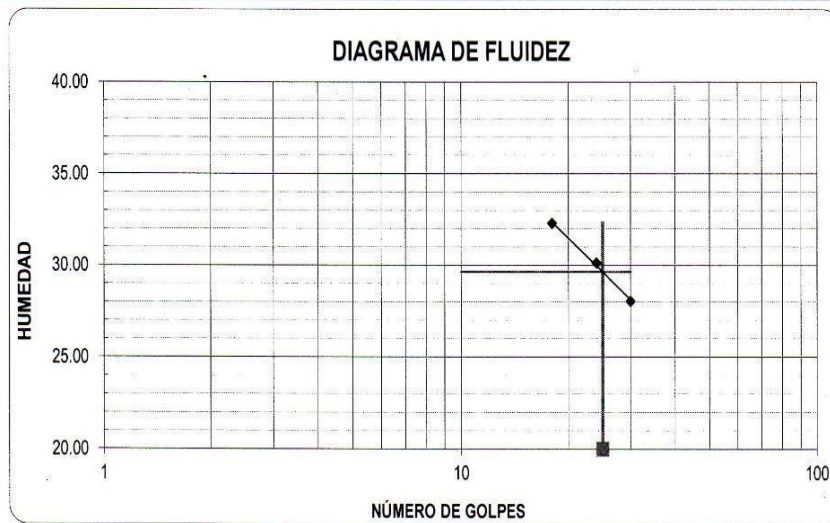 DIAGRAMA DE FLUIDEZ
40.00
35.00
30.00
25.00
20.00
HUMEDAD
1
10
100
NÚMERO DE GOLPES